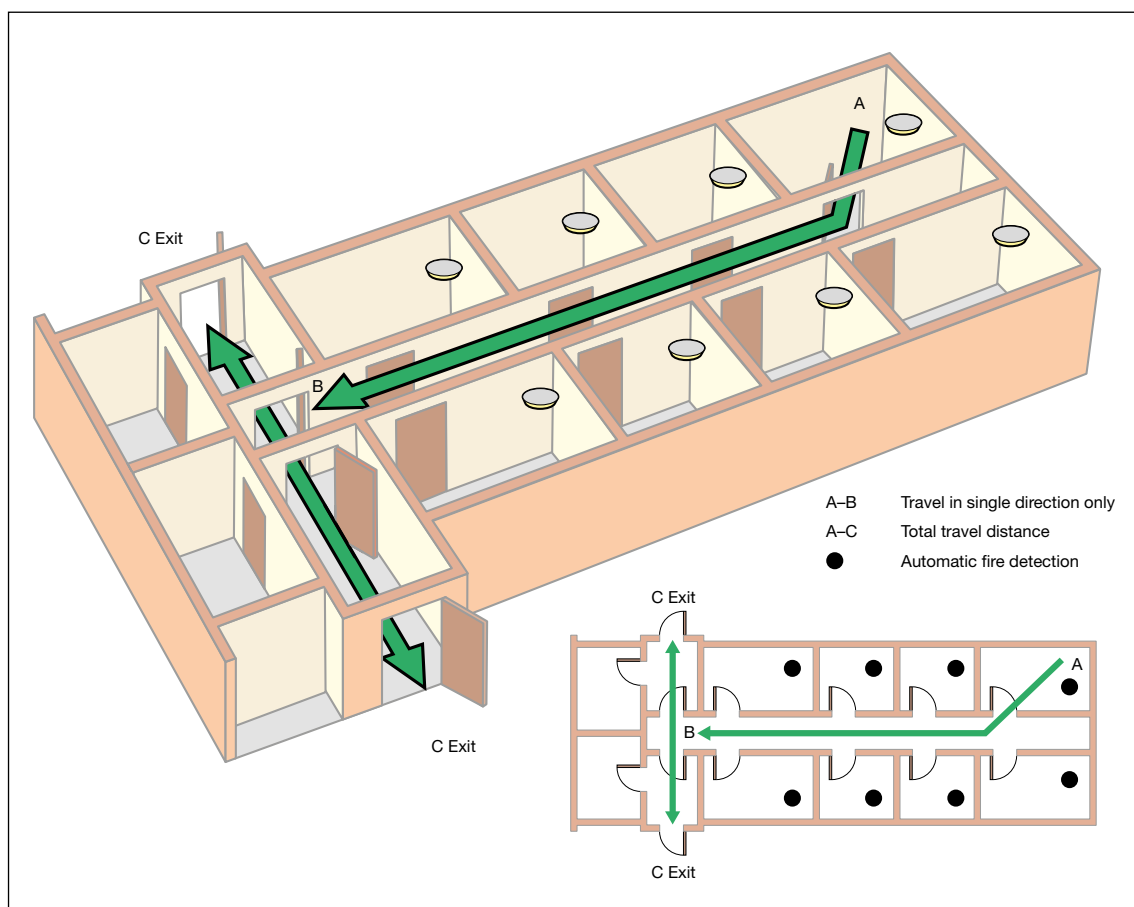 A
C Exit
B
A–B Travel in single direction only
A–C Total travel distance
Automatic fire detection
C Exit
A
C Exit
B
C Exit